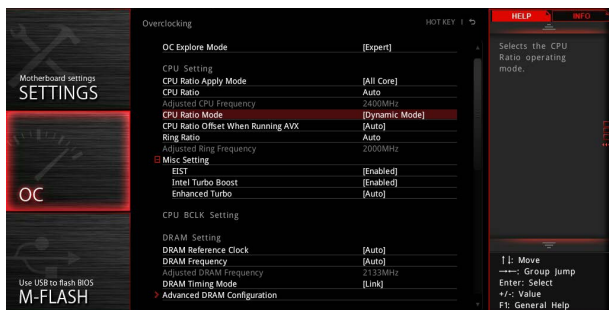 Motherboard settings
SETTINGS
OC
Use USB to flash BIOS
M-FLASH
Overclocking
HOT KEY |
OC Explore Mode [Expert]
CPU Setting
CPU Ratio Apply Mode [All Core]
CPU Ratio Auto
Adjusted CPU Frequency 2400MHz
CPU Ratio Mode [Dynamic Mode]
CPU Ratio Offset When Running AVX [Auto]
Ring Ratio Auto
Adjusted Ring Frequency 2000MHz
Misc Setting
EIST [Enabled]
Intel Turbo Boost [Enabled]
Enhanced Turbo [Auto]
CPU BCLK Setting
DRAM Setting
DRAM Reference Clock [Auto]
DRAM Frequency [Auto]
Adjusted DRAM Frequency 2133MHz
DRAM Timing Mode [Link]
Advanced DRAM Configuration
HELP INFO
Selects the CPU
Ratio operating
mode.
↑↓: Move
→←: Group Jump
Enter: Select
+/-: Value
F1: General Help